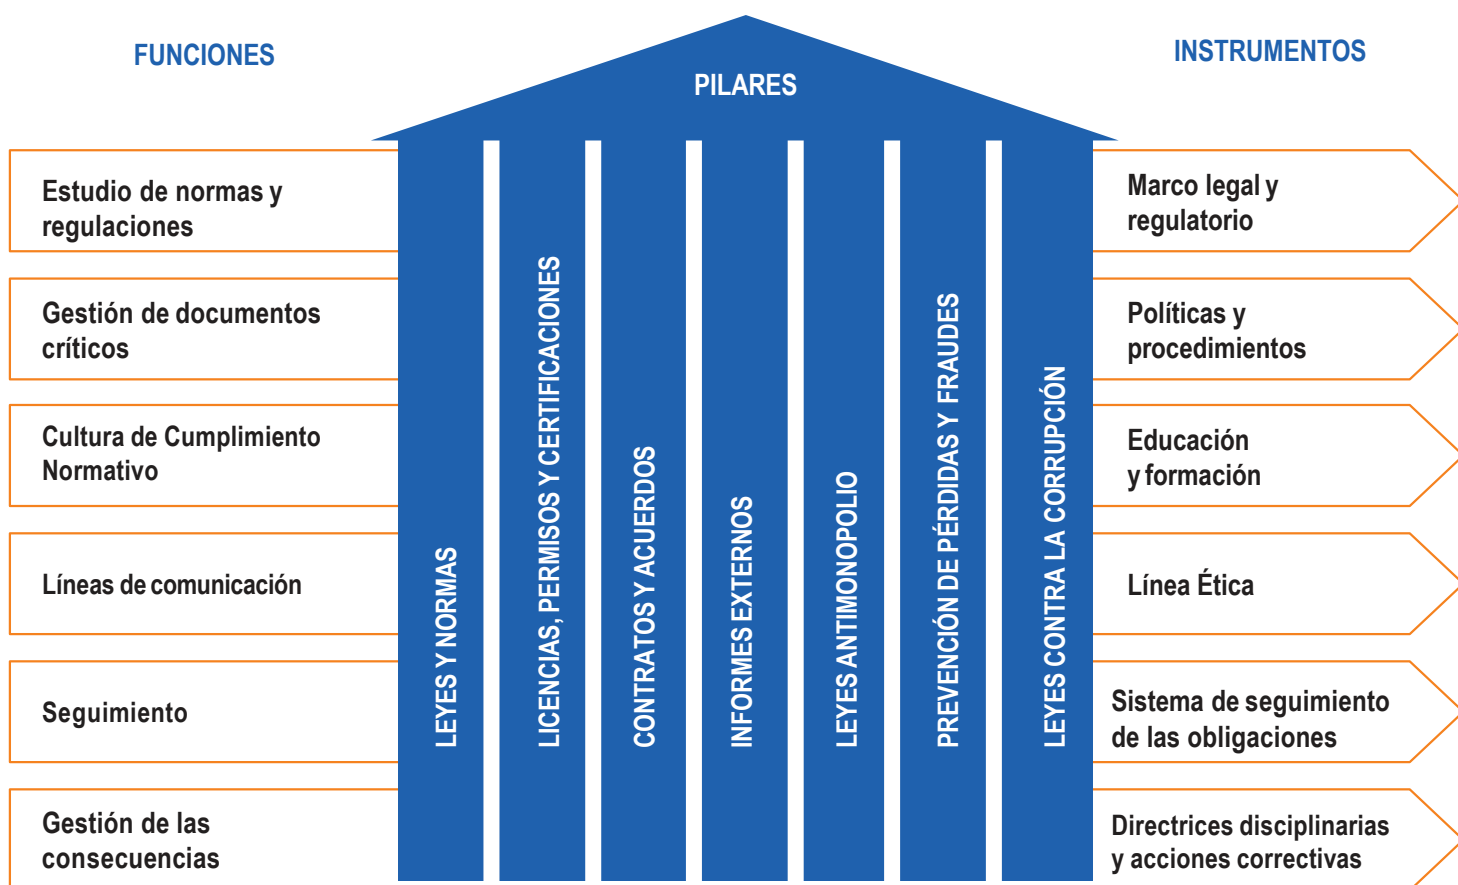 FUNCIONES
PILARES
INSTRUMENTOS
Estudio de normas y
regulaciones
Gestión de documentos
críticos
Cultura de Cumplimiento
Normativo
Líneas de comunicación
Seguimiento
Gestión de las
consecuencias
LEYES Y NORMAS
LICENCIAS, PERMISOS Y CERTIFICACIONES
CONTRATOS Y ACUERDOS
INFORMES EXTERNOS
LEYES ANTIMONOPOLIO
PREVENCIÓN DE PÉRDIDAS Y FRAUDES
LEYES CONTRA LA CORRUPCIÓN
Marco legal y
regulatorio
Políticas y
procedimientos
Educación
y formación
Línea Ética
Sistema de seguimiento
de las obligaciones
Directrices disciplinarias
y acciones correctivas